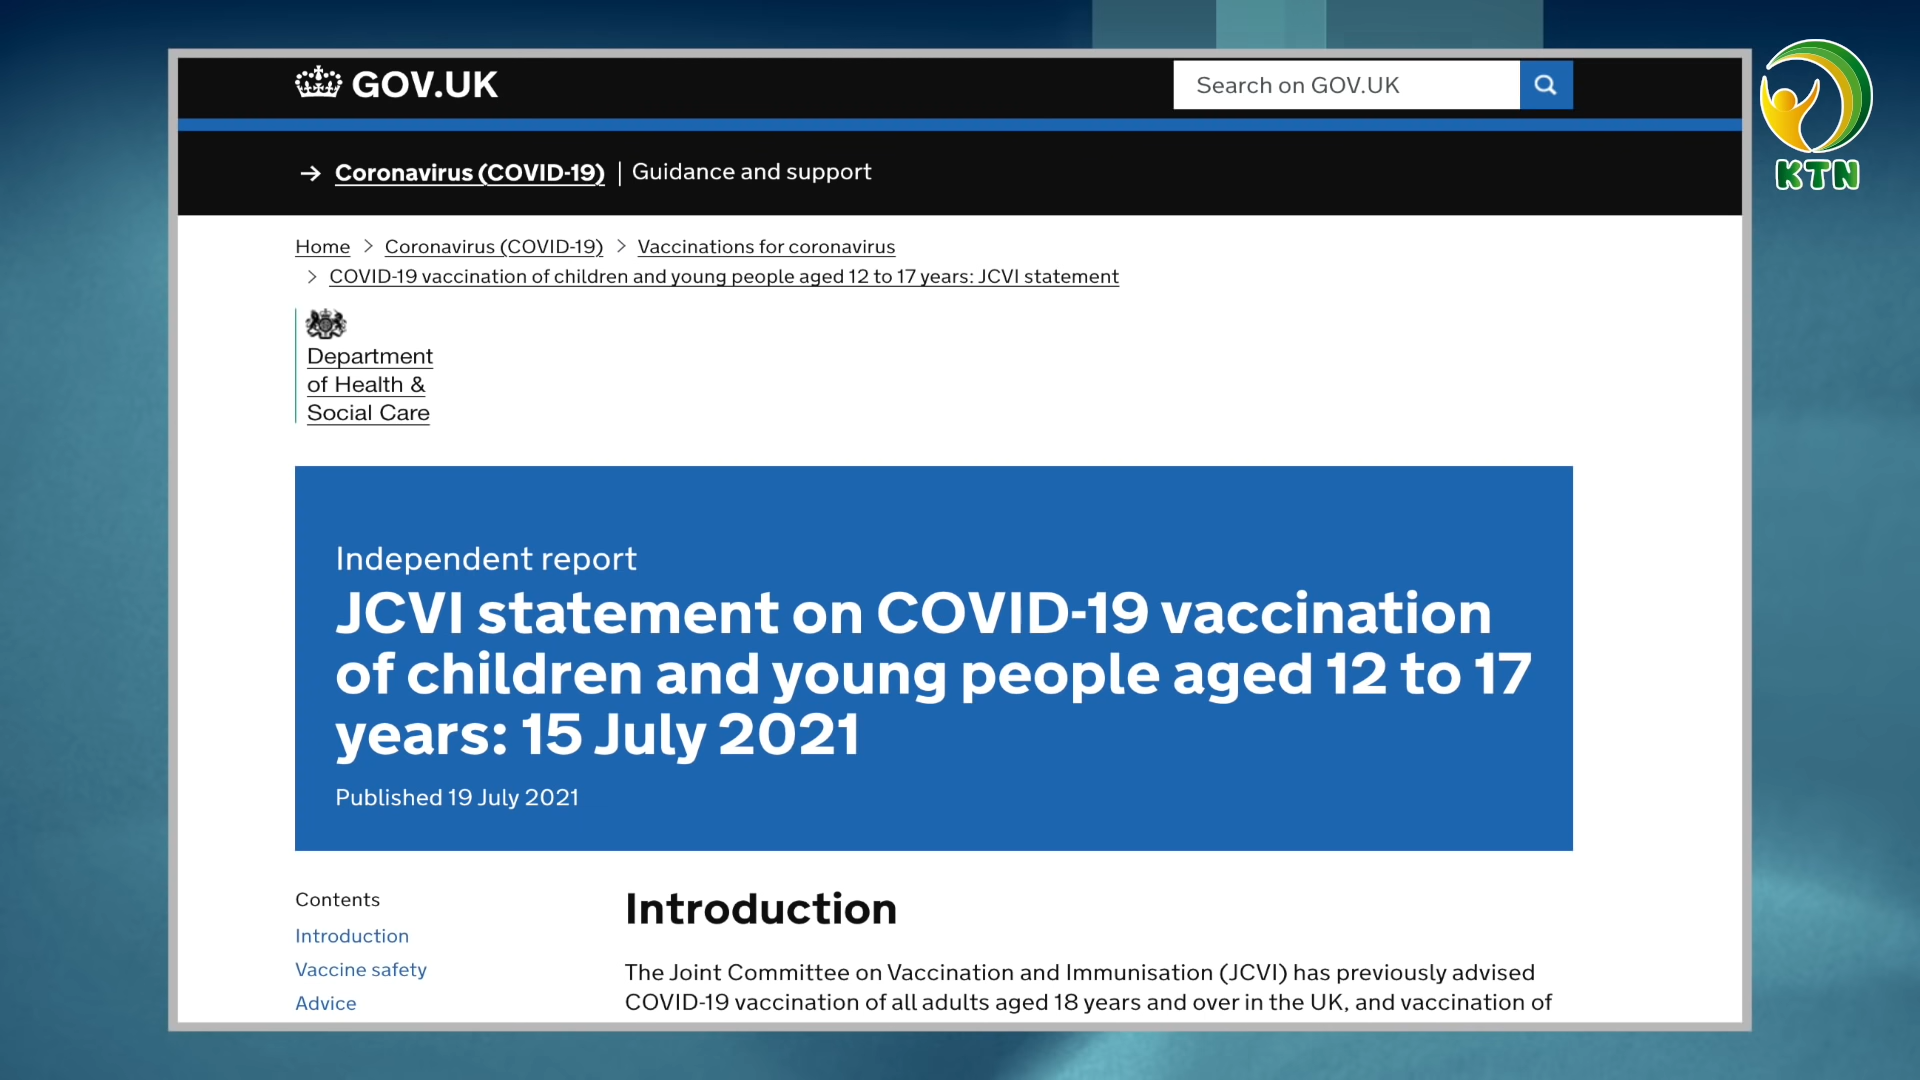 GOV.UK
Search on GOV.UK
KTN
→ Coronavirus (COVID-19) | Guidance and support
Home > Coronavirus (COVID-19) > Vaccinations for coronavirus
> COVID-19 vaccination of children and young people aged 12 to 17 years: JCVI statement
Department
of Health &
Social Care
Independent report
JCVI statement on COVID-19 vaccination
of children and young people aged 12 to 17
years: 15 July 2021
Published 19 July 2021
Contents
Introduction
Vaccine safety
Advice
Introduction
The Joint Committee on Vaccination and Immunisation (JCVI) has previously advised
COVID-19 vaccination of all adults aged 18 years and over in the UK, and vaccination of